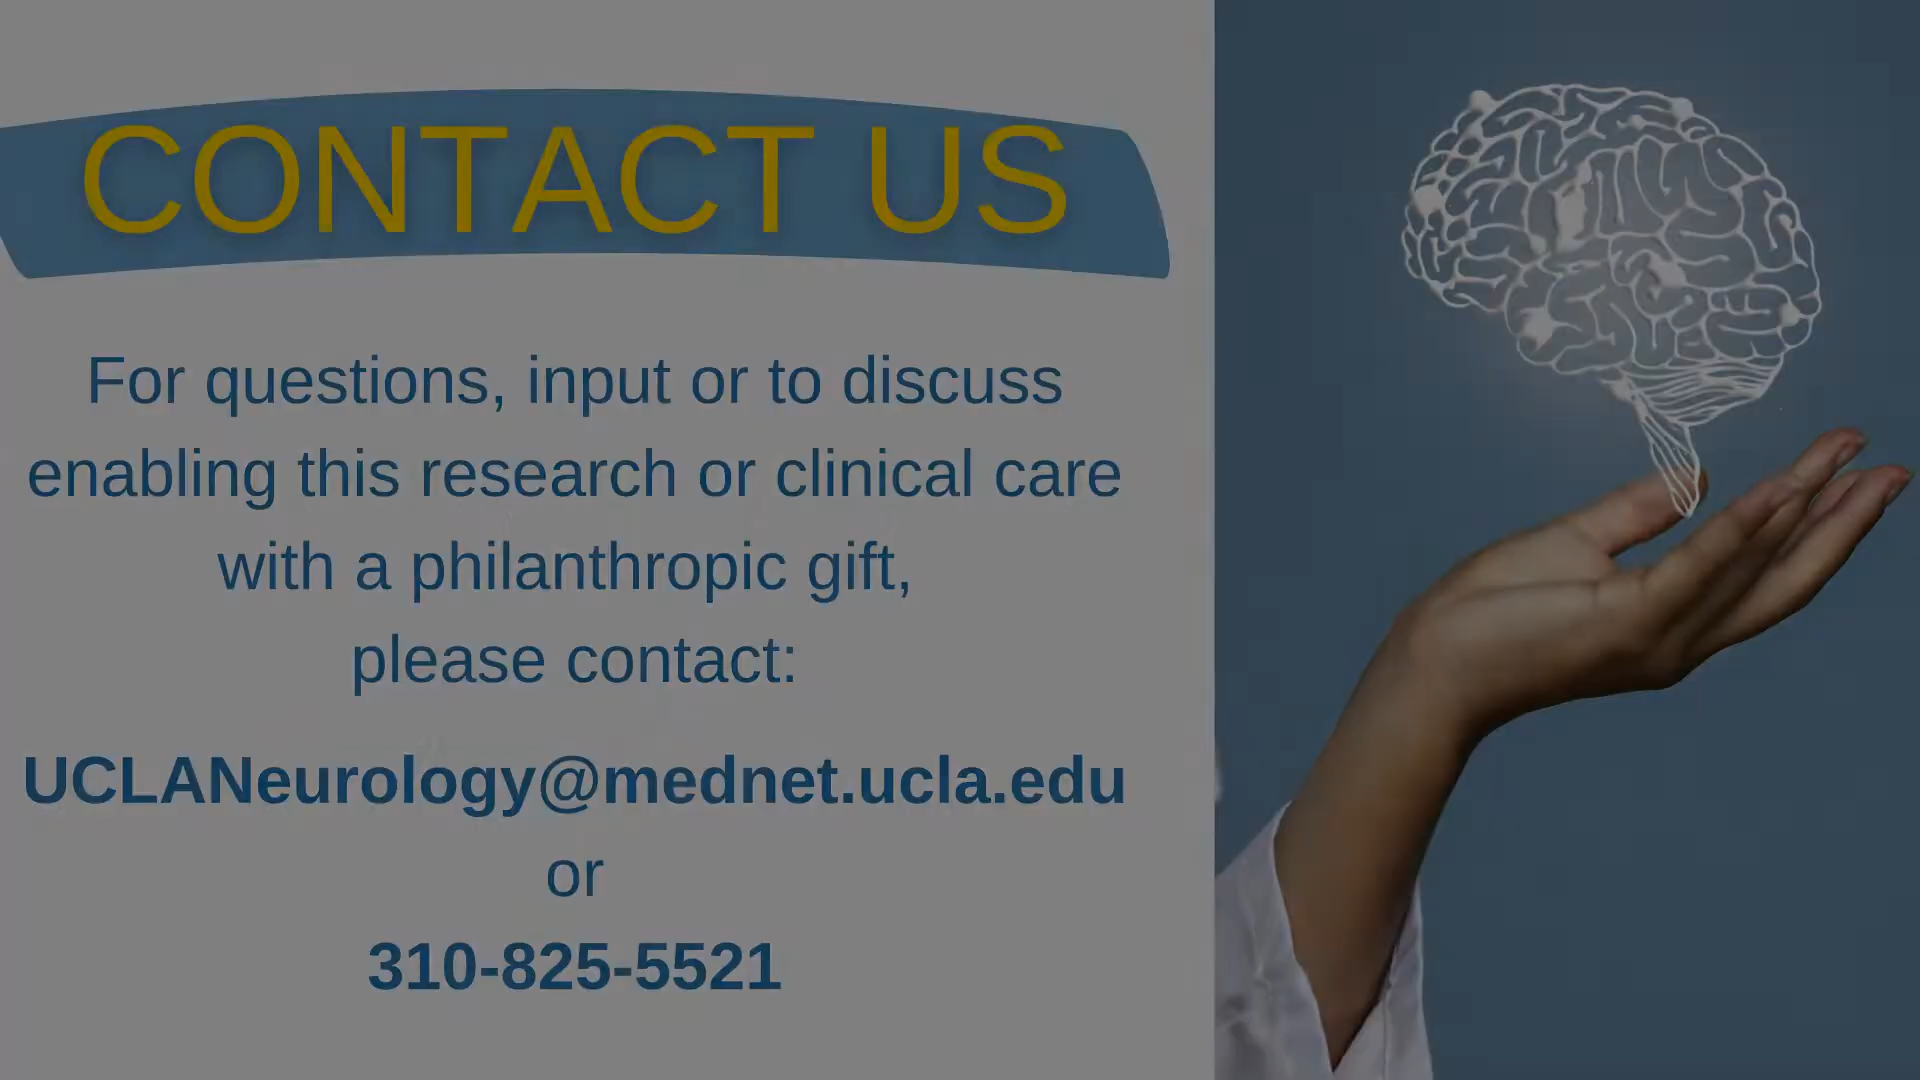 CONTACT US
For questions, input or to discuss
enabling this research or clinical care
with a philanthropic gift,
please contact:
UCLANeurology@mednet.ucla.edu
or
310-825-5521